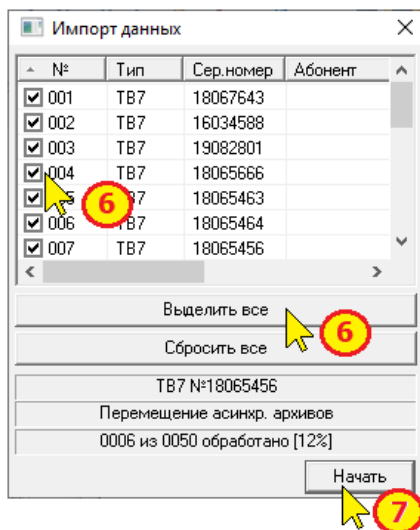 Импорт данных
№ Тип Сер.номер Абонент
001 ТВ7 18067643
002 ТВ7 16034588
003 ТВ7 19082801
004 ТВ7 18065666
ТВ7 18065463
006 ТВ7 18065464
007 ТВ7 18065456
6
Выделить все
6
Сбросить все
ТВ7 №18065456
Перемещение асинхр. архивов
0006 из 0050 обработано [12%]
Начать
7